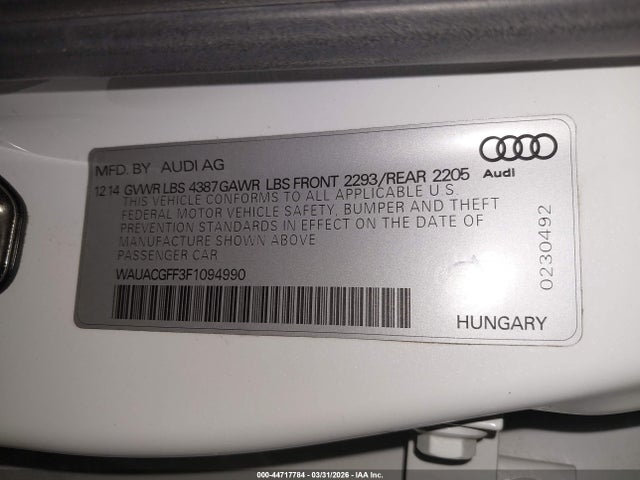 MFD. BY AUDI AG
1214 GVWR LBS 4387 GAWR LBS FRONT 2293/REAR 2205
THIS VEHICLE CONFORMS TO ALL APPLICABLE U.S.
FEDERAL MOTOR VEHICLE SAFETY, BUMPER AND THEFT
PREVENTION STANDARDS IN EFFECT ON THE DATE OF
MANUFACTURE SHOWN ABOVE
PASSENGER CAR
WAUACGFF3F1094990
Audi
0230492
HUNGARY
000-44717784 | 03/31/2026 | IAA Inc.